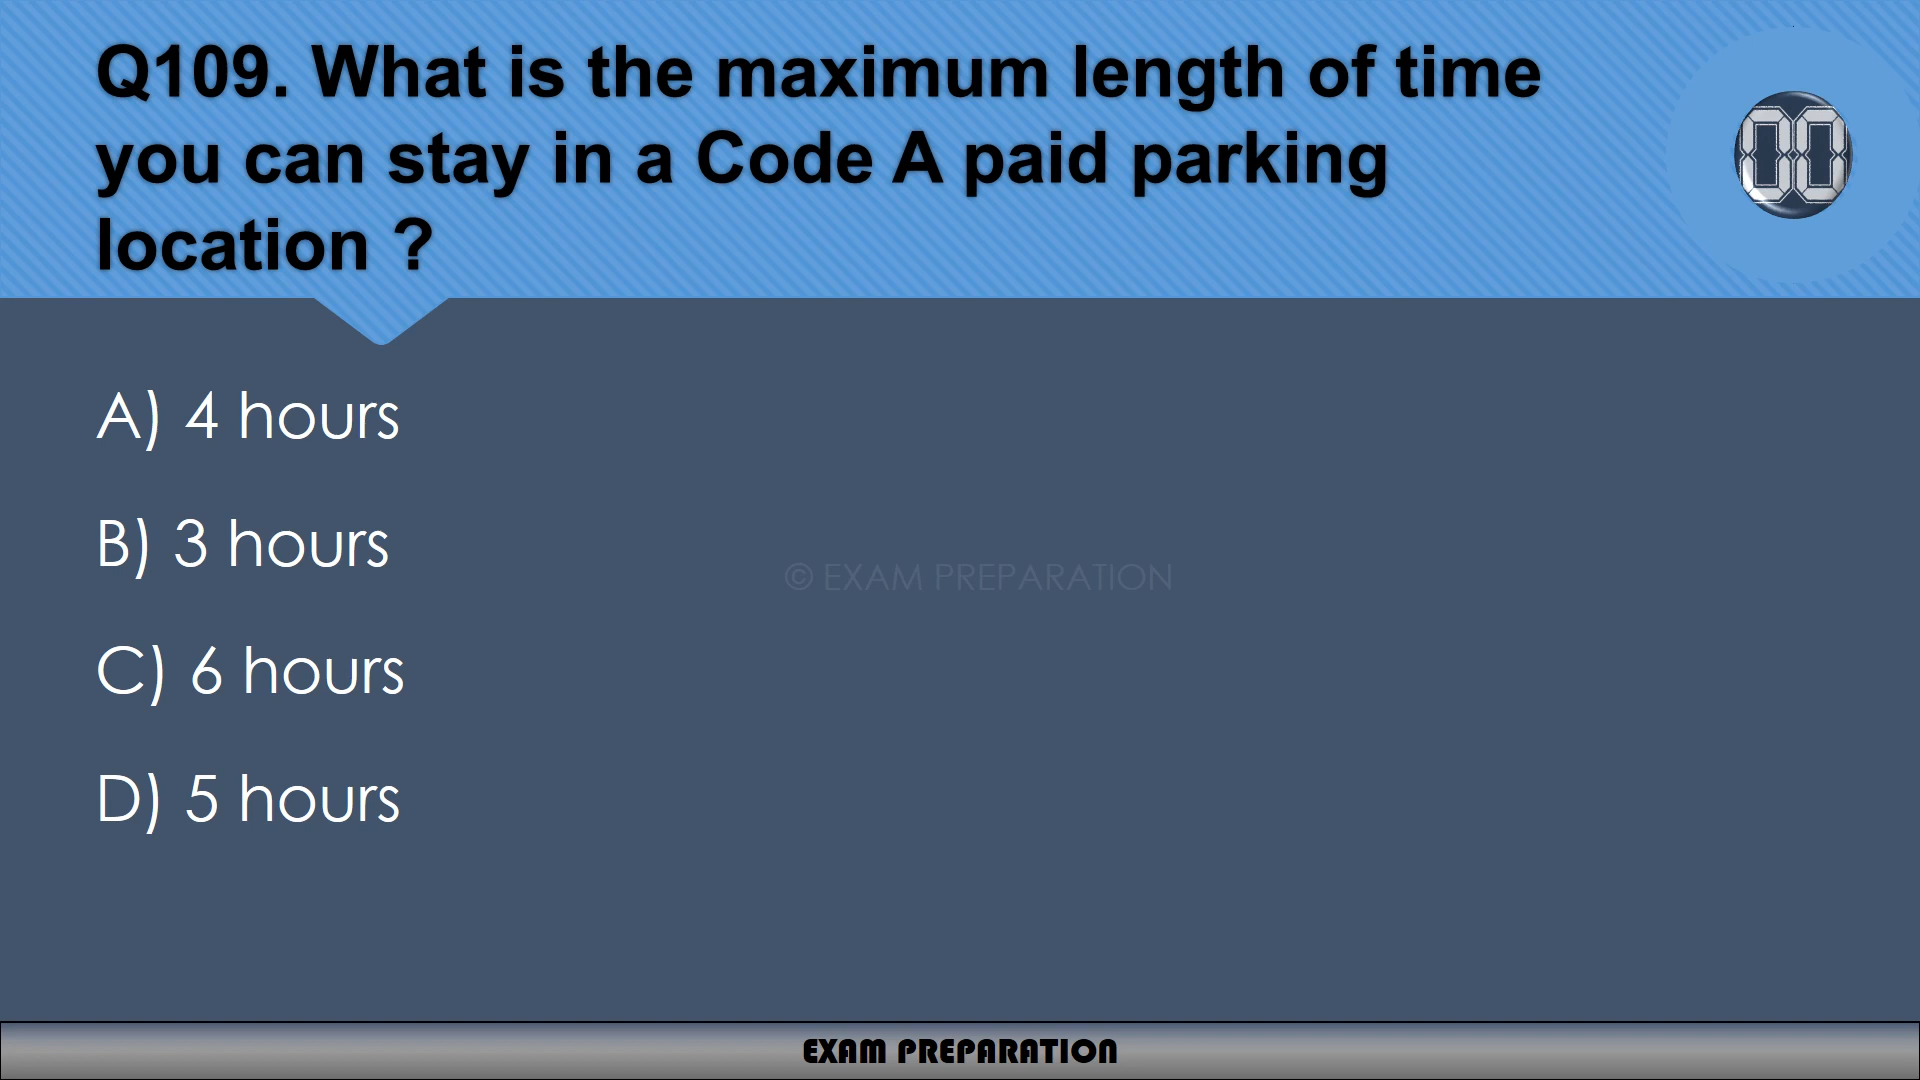 Q109. What is the maximum length of time
you can stay in a Code A paid parking
location ?
00
A) 4 hours
B) 3 hours
© EXAM PREPARATION
C) 6 hours
D) 5 hours
EXAM PREPARATION